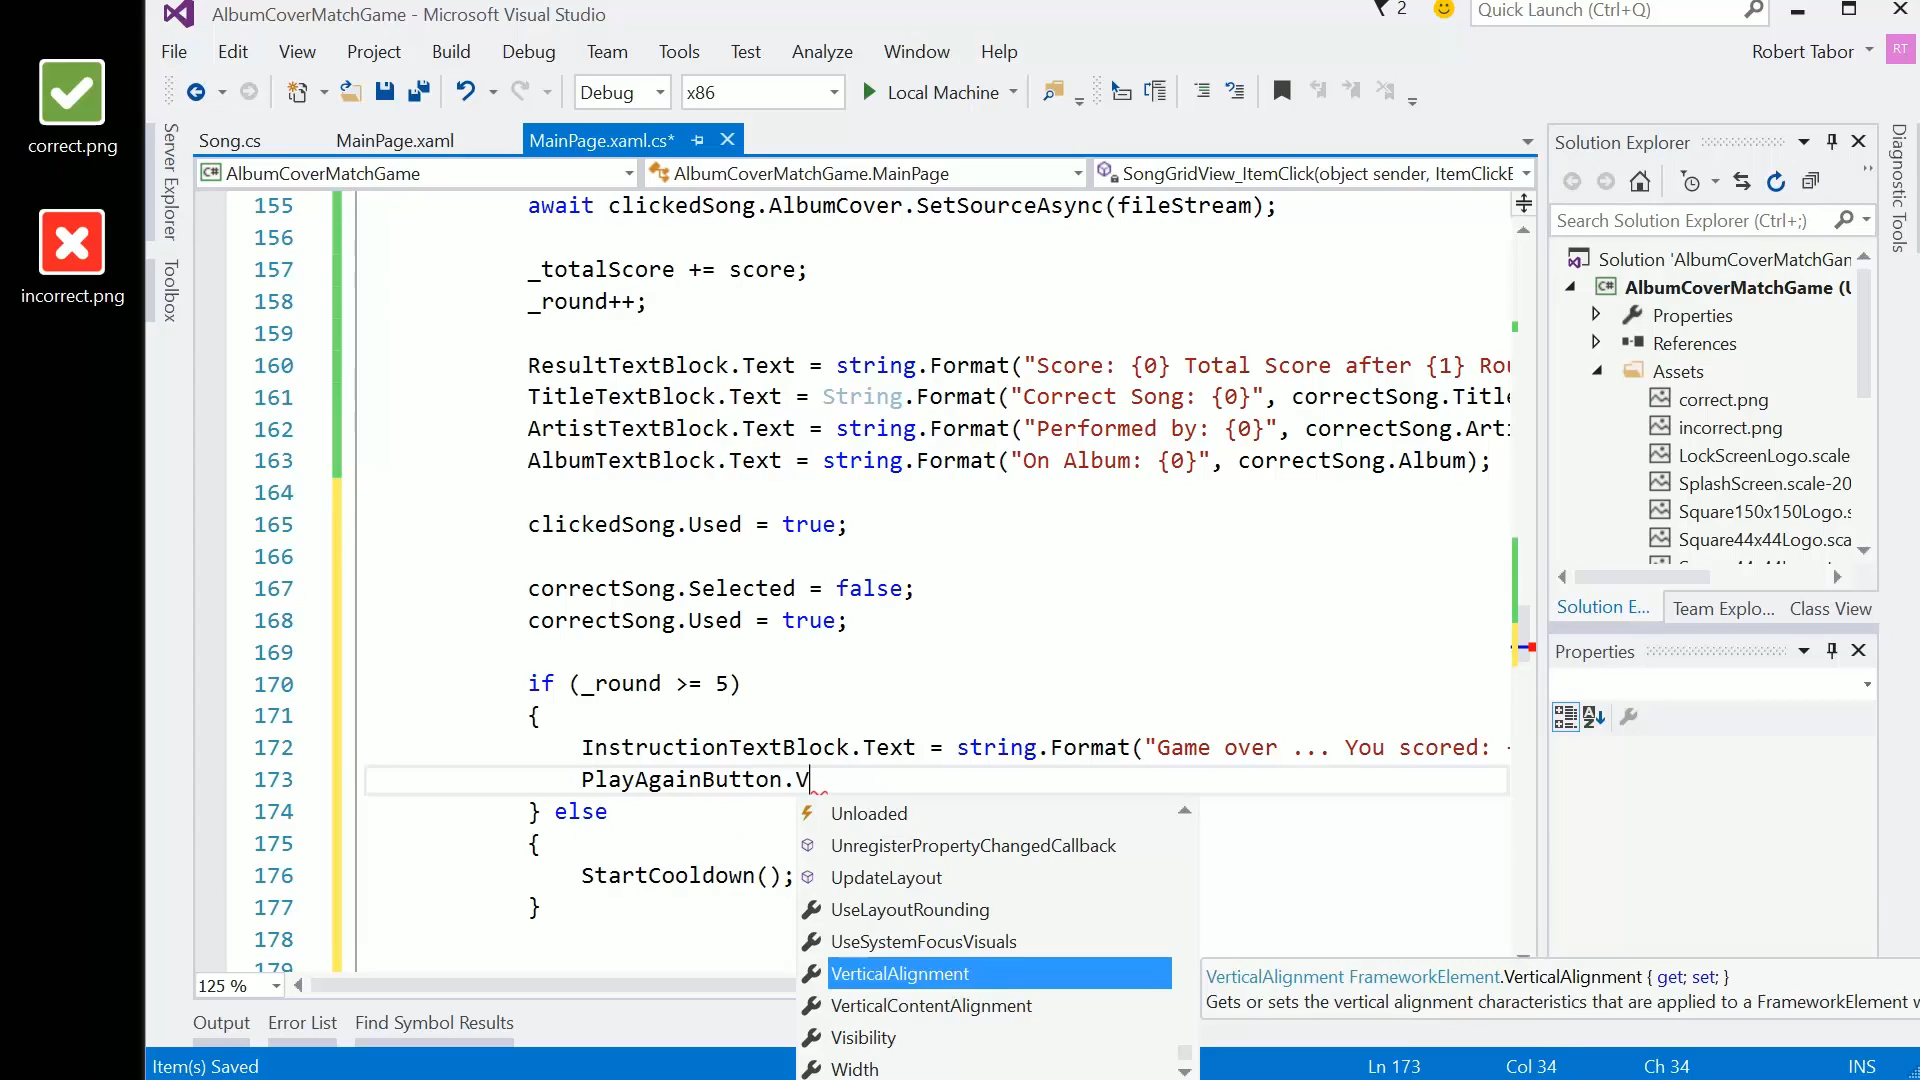 AlbumCoverMatchGame - Microsoft Visual Studio
2
Quick Launch (Ctrl+Q)
File Edit View Project Build Debug Team Tools Test Analyze Window Help
Robert Tabor RT
Debug x86 Local Machine
correct.png
incorrect.png
Server Explorer
Toolbox
Song.cs MainPage.xaml MainPage.xaml.cs*
AlbumCoverMatchGame AlbumCoverMatchGame.MainPage SongGridView_ItemClick(object sender, ItemClickE
155 await clickedSong.AlbumCover.SetSourceAsync(fileStream);
156
157 _totalScore += score;
158 _round++;
159
160 ResultTextBlock.Text = string.Format("Score: {0} Total Score after {1} Rou
161 TitleTextBlock.Text = String.Format("Correct Song: {0}", correctSong.Title
162 ArtistTextBlock.Text = string.Format("Performed by: {0}", correctSong.Arti
163 AlbumTextBlock.Text = string.Format("On Album: {0}", correctSong.Album);
164
165 clickedSong.Used = true;
166
167 correctSong.Selected = false;
168 correctSong.Used = true;
169
170 if (_round >= 5)
171 {
172 InstructionTextBlock.Text = string.Format("Game over ... You scored:
173 PlayAgainButton.V
174 } else
175 {
176 StartCooldown();
177 }
178
179
Unloaded
UnregisterPropertyChangedCallback
UpdateLayout
UseLayoutRounding
UseSystemFocusVisuals
VerticalAlignment
VerticalContentAlignment
Visibility
Width
VerticalAlignment FrameworkElement.VerticalAlignment { get; set; }
Gets or sets the vertical alignment characteristics that are applied to a FrameworkElement w
125 %
Output Error List Find Symbol Results
Item(s) Saved
Ln 173 Col 34 Ch 34 INS
Solution Explorer
Search Solution Explorer (Ctrl+;)
Solution 'AlbumCoverMatchGan
C# AlbumCoverMatchGame (U
Properties
References
Assets
correct.png
incorrect.png
LockScreenLogo.scale
SplashScreen.scale-20
Square150x150Logo.s
Square44x44Logo.sca
Solution E... Team Explo... Class View
Properties
Diagnostic Tools